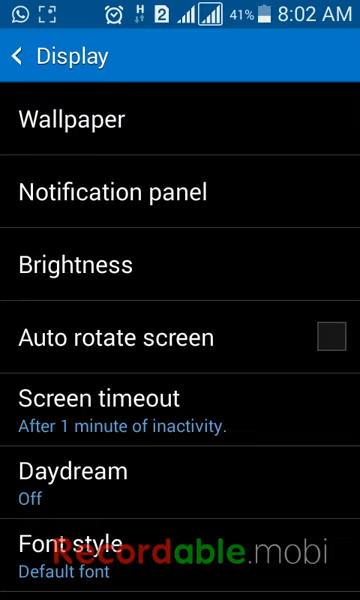 H 2 41% 8:02 AM
Display
Wallpaper
Notification panel
Brightness
Auto rotate screen
Screen timeout
After 1 minute of inactivity.
Daydream
Off
Font style
Recordable.mobi
Default font